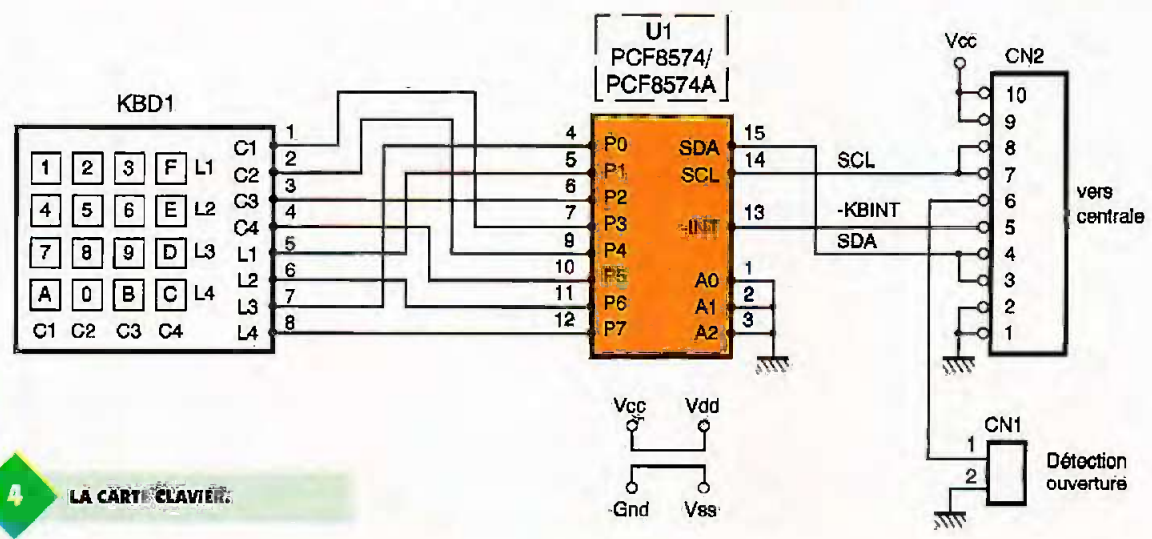 U1
PCF8574/
PCF8574A
KBD1
1 2 3 F L1
4 5 6 E L2
7 8 9 D L3
A 0 B C L4
C1 C2 C3 C4
C1 1
C2 2
C3 3
C4 4
L1 5
L2 6
L3 7
L4 8
4 P0
5 P1
6 P2
7 P3
9 P4
10 P5
11 P6
12 P7
SDA 15
SCL 14
-INT 13
A0 1
A1 2
A2 3
SCL
-KBINT
SDA
Vcc
CN2
10
9
8
7
6
5
4
3
2
1
vers
centrale
Vcc Vdd
-Gnd Vss
CN1
1
2
Détection
ouverture
4 LA CARTE CLAVIER.